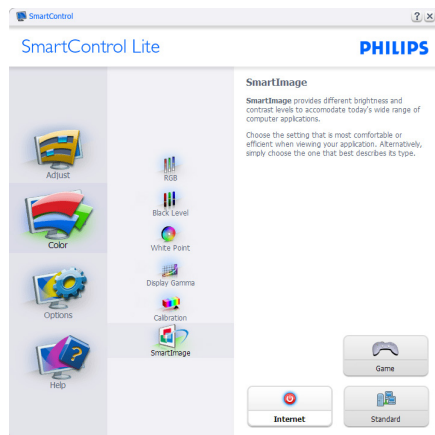 SmartControl
SmartControl Lite
PHILIPS
Adjust
Color
Options
Help
RGB
Black Level
White Point
Display Gamma
Calibration
SmartImage
SmartImage
SmartImage provides different brightness and
contrast levels to accomodate today's wide range of
computer applications.
Choose the setting that is most comfortable or
efficient when viewing your application. Alternatively,
simply choose the one that best describes its type.
Game
Internet
Standard